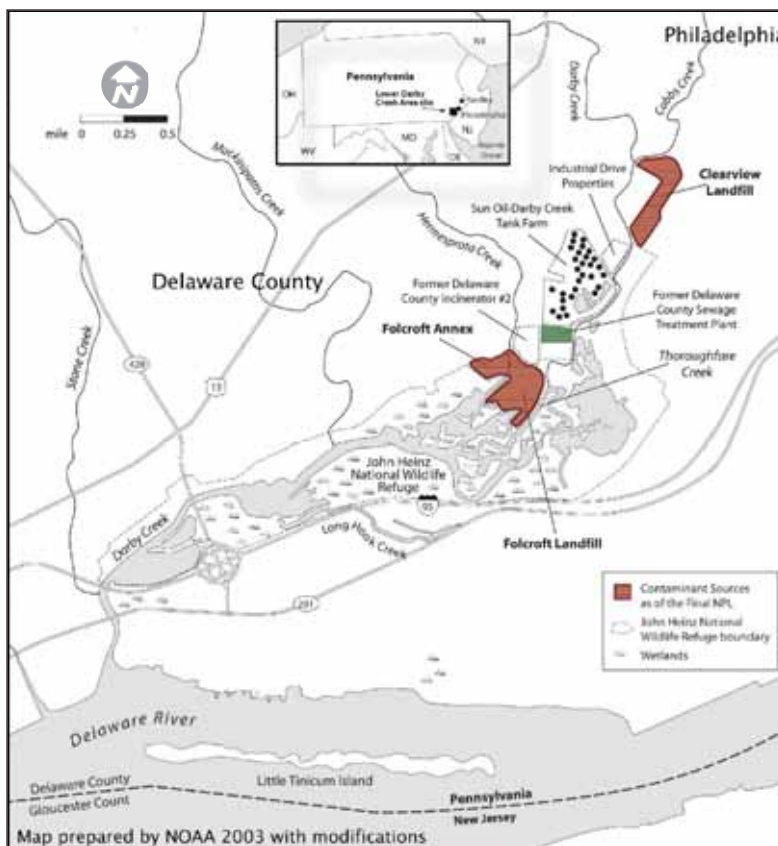 Philadelphia
N
mile 0 0.25 0.5
Pennsylvania
Lower Darby
Creek Area site
NY
OH
WV
MD
DE
NJ
Darby Creek
Cobbs Creek
Muckinipates Creek
Hermesprota Creek
Stone Creek
Industrial Drive
Properties
Clearview
Landfill
Sun Oil-Darby Creek
Tank Farm
Delaware County
Former Delaware
County Incinerator #2
Former Delaware
County Sewage
Treatment Plant
Folcroft Annex
Thoroughfare
Creek
420
13
John Heinz
National Wildlife
Refuge
95
Darby Creek
Long Hook Creek
Folcroft Landfill
291
Contaminant Sources
as of the Final NPL
John Heinz National
Wildlife Refuge boundary
Wetlands
Delaware River
Little Tinicum Island
Delaware County
Gloucester Count
Pennsylvania
New Jersey
Map prepared by NOAA 2003 with modifications